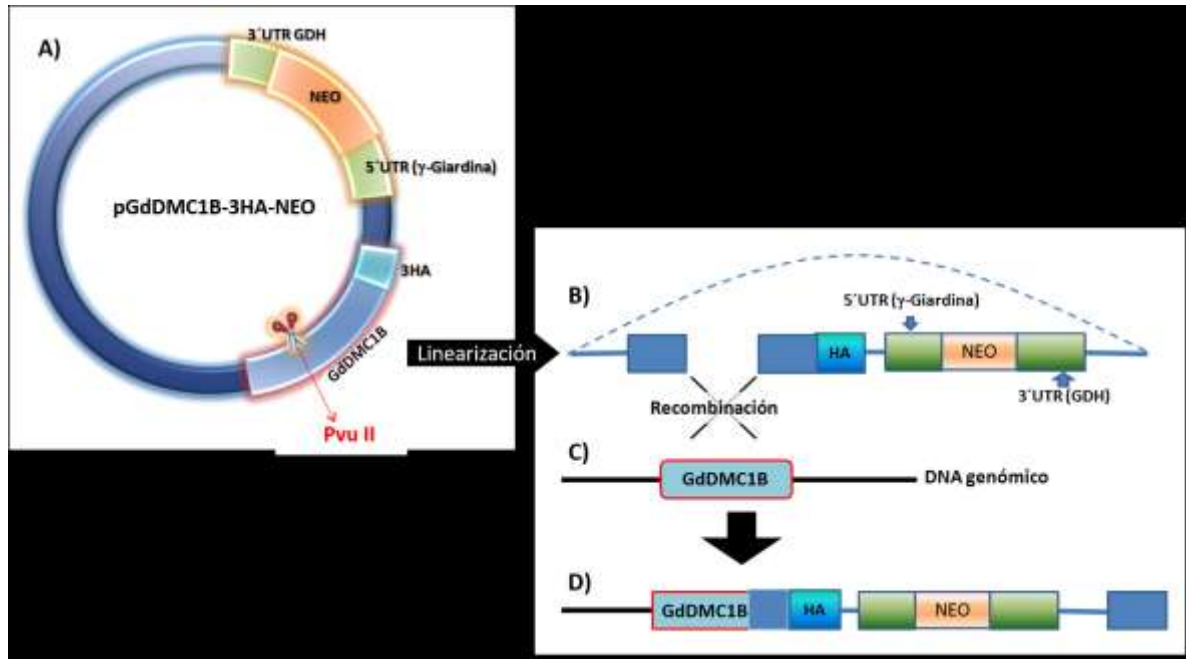 A)
3´UTR GDH
NEO
5´UTR (γ-Giardina)
pGdDMC1B-3HA-NEO
3HA
GdDMC1B
Pvu II
Linearización
B)
5´UTR (γ-Giardina)
HA
NEO
3´UTR (GDH)
Recombinación
C)
GdDMC1B
DNA genómico
D)
GdDMC1B
HA
NEO